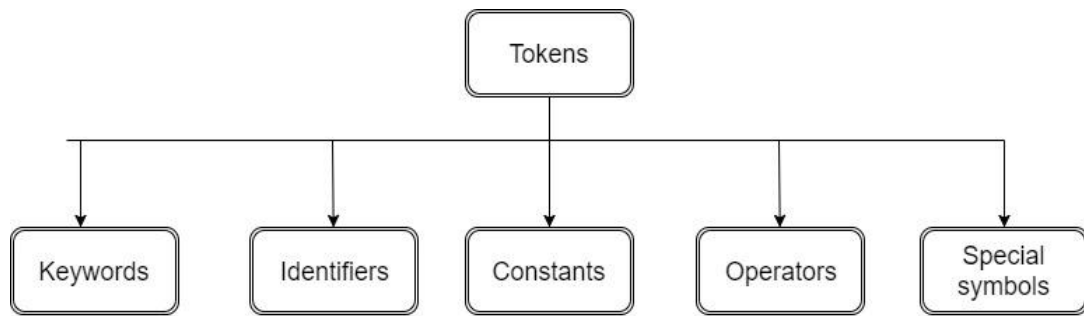 Tokens
Keywords
Identifiers
Constants
Operators
Special
symbols